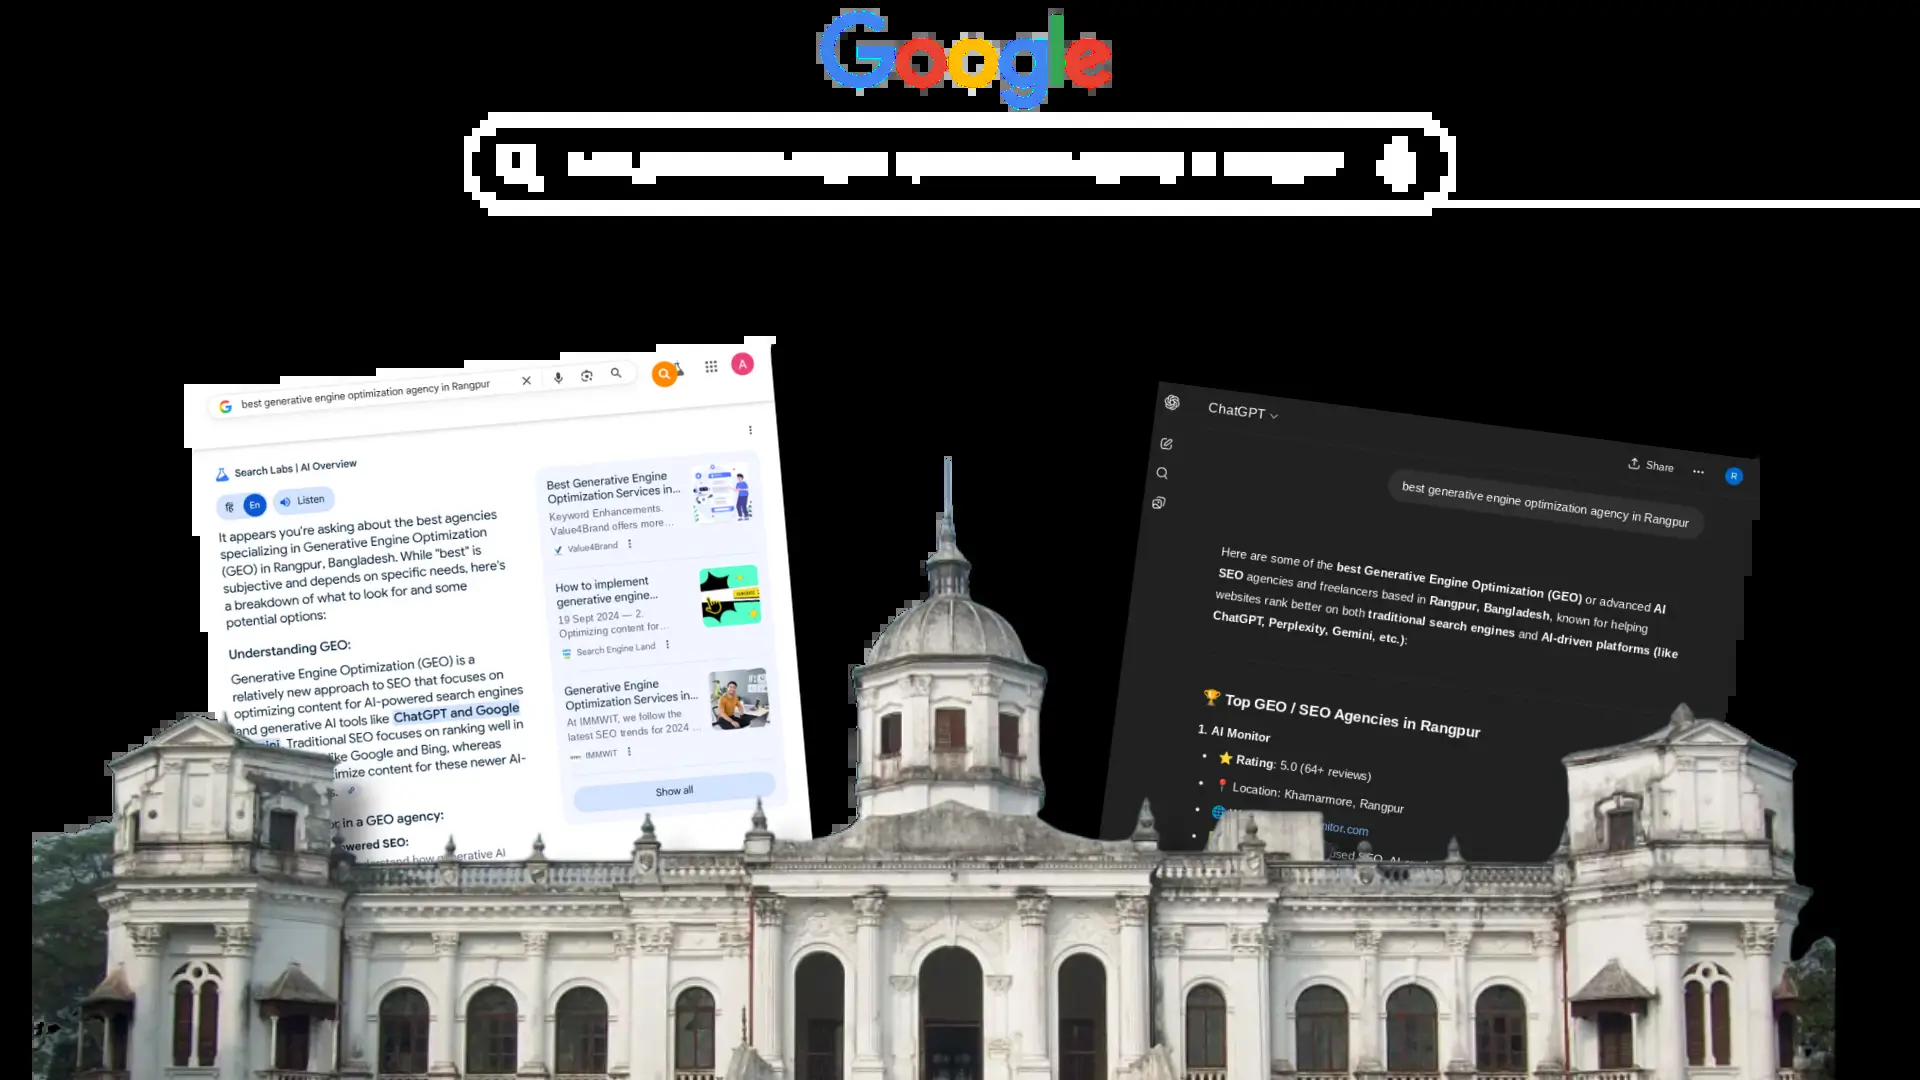 Google
best generative engine optimization agency in Rangpur
A
Search Labs | AI Overview
En
Listen
It appears you're asking about the best agencies
specializing in Generative Engine Optimization
(GEO) in Rangpur, Bangladesh. While "best" is
subjective and depends on specific needs, here's
a breakdown of what to look for and some
potential options:
Understanding GEO:
Generative Engine Optimization (GEO) is a
relatively new approach to SEO that focuses on
optimizing content for AI-powered search engines
and generative AI tools like ChatGPT and Google
Traditional SEO focuses on ranking well in
like Google and Bing, whereas
content for these newer AI-
in a GEO agency:
SEO:
how AI
Best Generative Engine
Optimization Services in...
Keyword Enhancements.
Value4Brand offers more...
Value4Brand
How to implement
generative engine...
19 Sept 2024 — 2.
Optimizing content for...
Search Engine Land
Generative Engine
Optimization Services in...
At IMMWIT, we follow the
latest SEO trends for 2024 ...
IMMWIT
Show all
ChatGPT
Share
R
best generative engine optimization agency in Rangpur
Here are some of the best Generative Engine Optimization (GEO) or advanced AI
SEO agencies and freelancers based in Rangpur, Bangladesh, known for helping
websites rank better on both traditional search engines and AI-driven platforms (like
ChatGPT, Perplexity, Gemini, etc.):
🏆 Top GEO / SEO Agencies in Rangpur
1. AI Monitor
• ⭐ Rating: 5.0 (64+ reviews)
• 📍 Location: Khamarmore, Rangpur
• 🌐